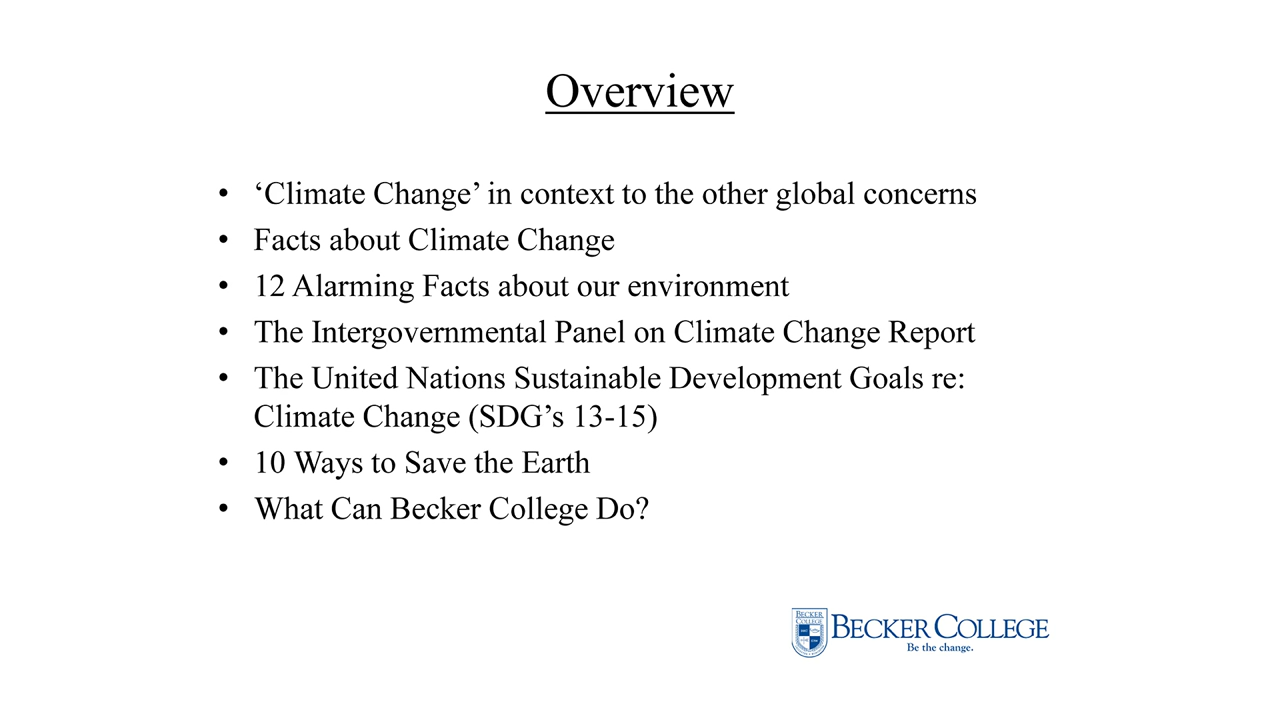 Overview
• ‘Climate Change’ in context to the other global concerns
• Facts about Climate Change
• 12 Alarming Facts about our environment
• The Intergovernmental Panel on Climate Change Report
• The United Nations Sustainable Development Goals re:
Climate Change (SDG’s 13-15)
• 10 Ways to Save the Earth
• What Can Becker College Do?
BECKER
COLLEGE
BECKER COLLEGE
Be the change.